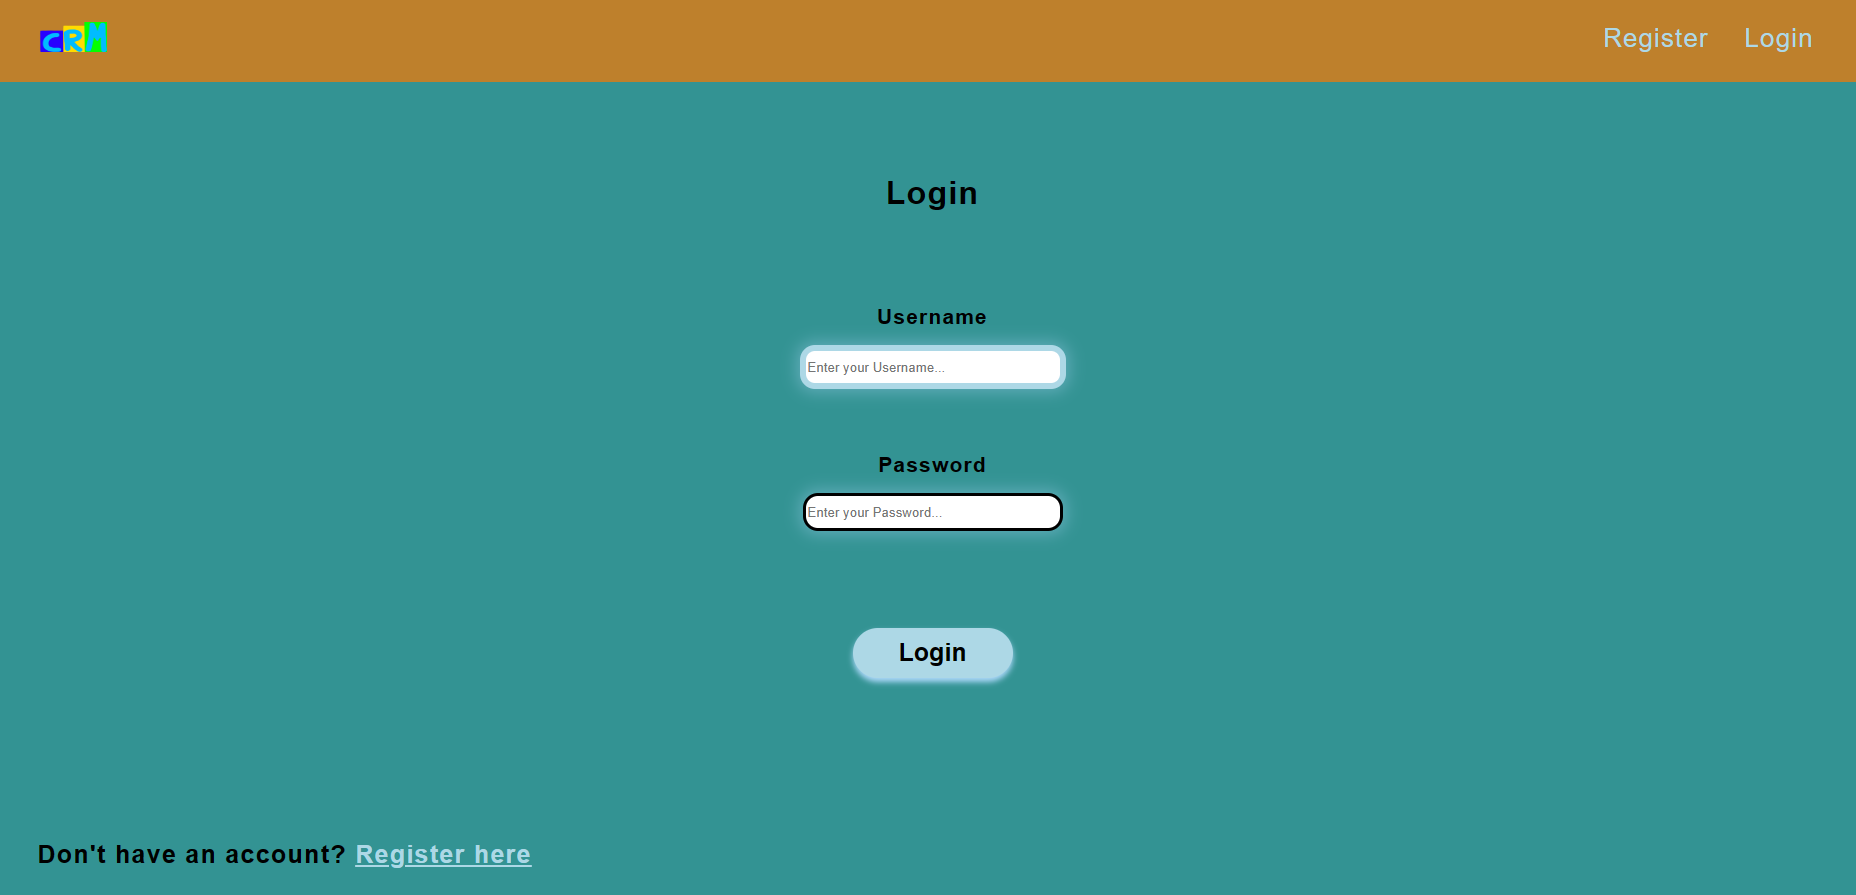 CRM
Register Login
Login
Username
Enter your Username...
Password
Enter your Password...
Login
Don't have an account? Register here